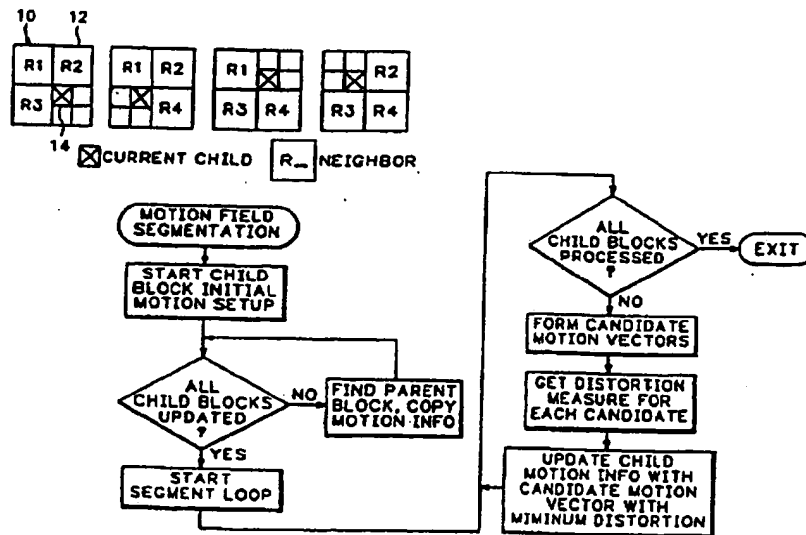 10
12
R1 R2
R3
R1 R2
R4
R1
R3 R4
R2
R3 R4
14
CURRENT CHILD
R_ NEIGHBOR
MOTION FIELD
SEGMENTATION
START CHILD
BLOCK INITIAL
MOTION SETUP
ALL
CHILD BLOCKS
UPDATED
?
NO
FIND PARENT
BLOCK, COPY
MOTION INFO
YES
START
SEGMENT LOOP
ALL
CHILD BLOCKS
PROCESSED
?
YES
EXIT
NO
FORM CANDIDATE
MOTION VECTORS
GET DISTORTION
MEASURE FOR
EACH CANDIDATE
UPDATE CHILD
MOTION INFO WITH
CANDIDATE MOTION
VECTOR WITH
MIMINUM DISTORTION